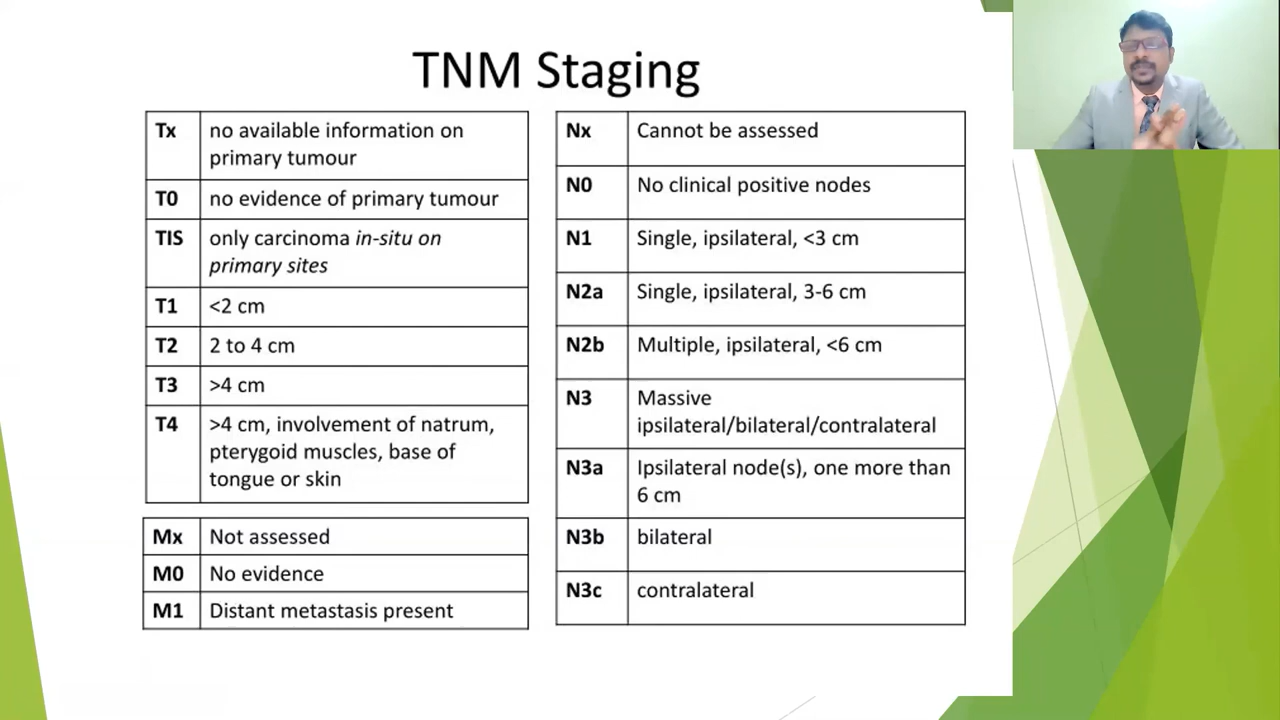 TNM Staging
Tx no available information on
primary tumour
T0 no evidence of primary tumour
TIS only carcinoma in-situ on
primary sites
T1 <2 cm
T2 2 to 4 cm
T3 >4 cm
T4 >4 cm, involvement of natrum,
pterygoid muscles, base of
tongue or skin
Mx Not assessed
M0 No evidence
M1 Distant metastasis present
Nx Cannot be assessed
N0 No clinical positive nodes
N1 Single, ipsilateral, <3 cm
N2a Single, ipsilateral, 3-6 cm
N2b Multiple, ipsilateral, <6 cm
N3 Massive
ipsilateral/bilateral/contralateral
N3a Ipsilateral node(s), one more than
6 cm
N3b bilateral
N3c contralateral